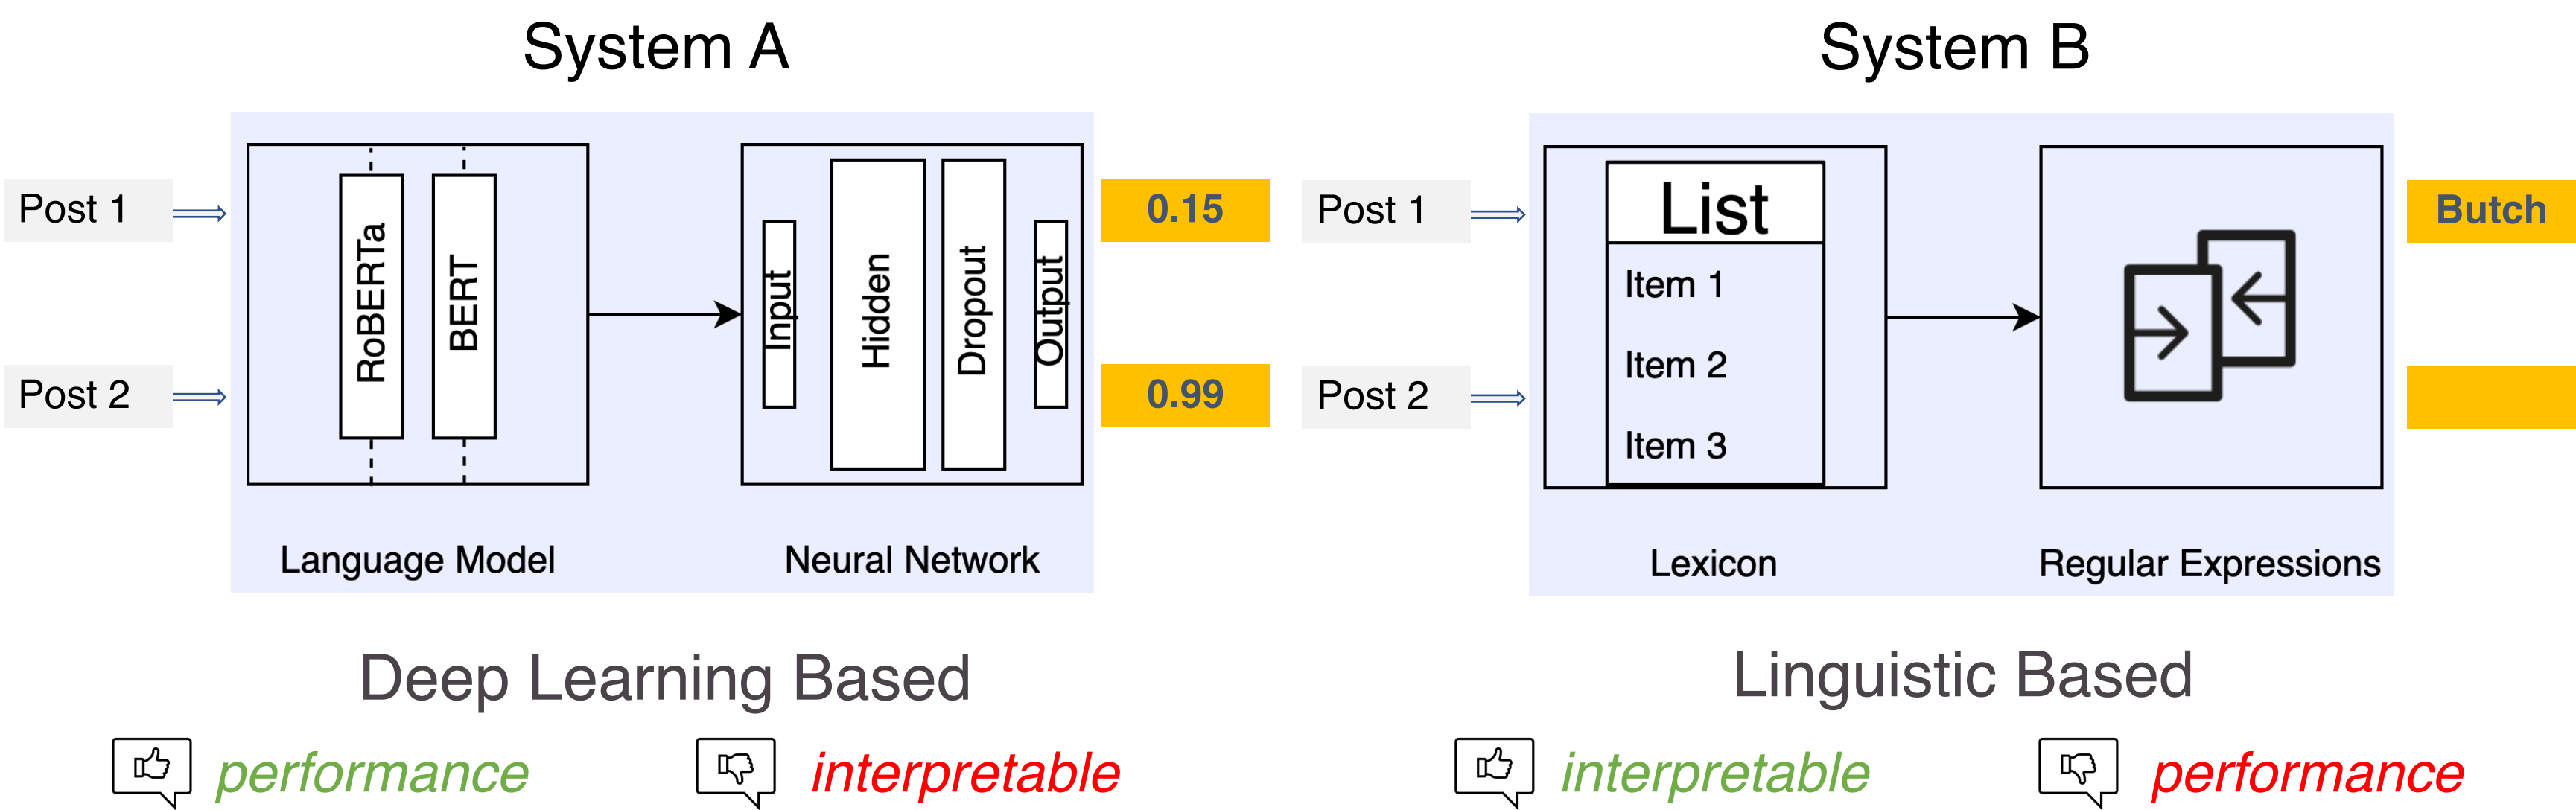 System A
Post 1
Post 2
RoBERTa
BERT
Language Model
Input
Hidden
Dropout
Output
Neural Network
0.15
0.99
Deep Learning Based
performance
interpretable
System B
Post 1
Post 2
List
Item 1
Item 2
Item 3
Lexicon
Regular Expressions
Butch
Linguistic Based
interpretable
performance